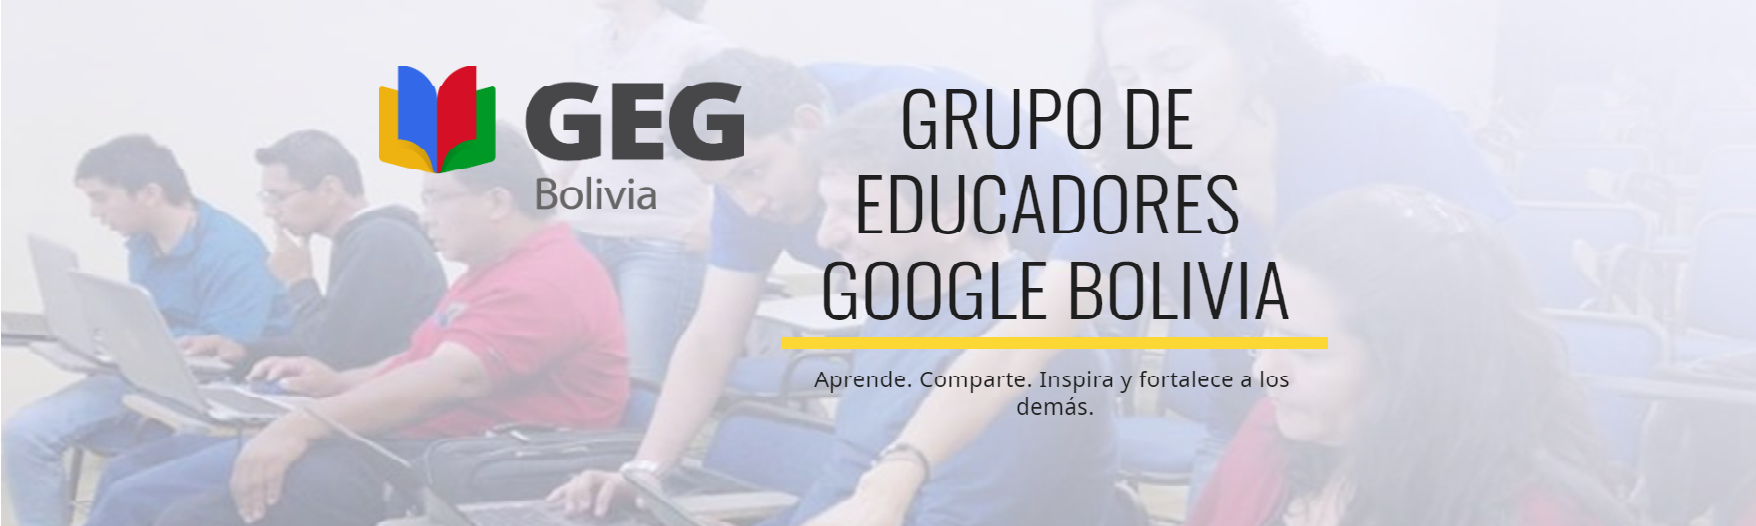 GEG
Bolivia
GRUPO DE
EDUCADORES
GOOGLE BOLIVIA
Aprende. Comparte. Inspira y fortalece a los
demás.